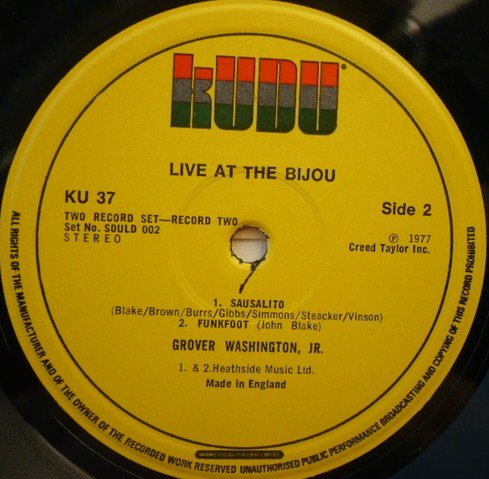 KUDU
LIVE AT THE BIJOU
KU 37
Side 2
TWO RECORD SET—RECORD TWO
Set No. SOULD 002
STEREO
℗ 1977
Creed Taylor Inc.
1. SAUSALITO
(Blake/Brown/Burrs/Gibbs/Simmons/Steacker/Vinson)
2. FUNKFOOT (John Blake)
GROVER WASHINGTON, JR.
1. & 2. Heathside Music Ltd.
Made in England
ALL RIGHTS OF THE MANUFACTURER AND OF THE OWNER OF THE RECORDED WORK RESERVED UNAUTHORISED PUBLIC PERFORMANCE BROADCASTING AND COPYING OF THIS RECORD PROHIBITED